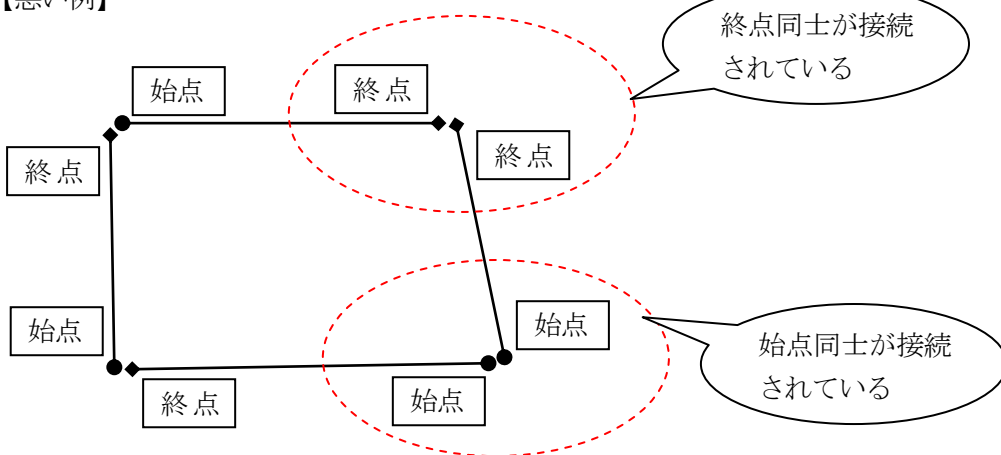 【悪い例】
終点同士が接続
されている
始点
終点
終点
終点
始点
始点
始点同士が接続
されている
終点
始点